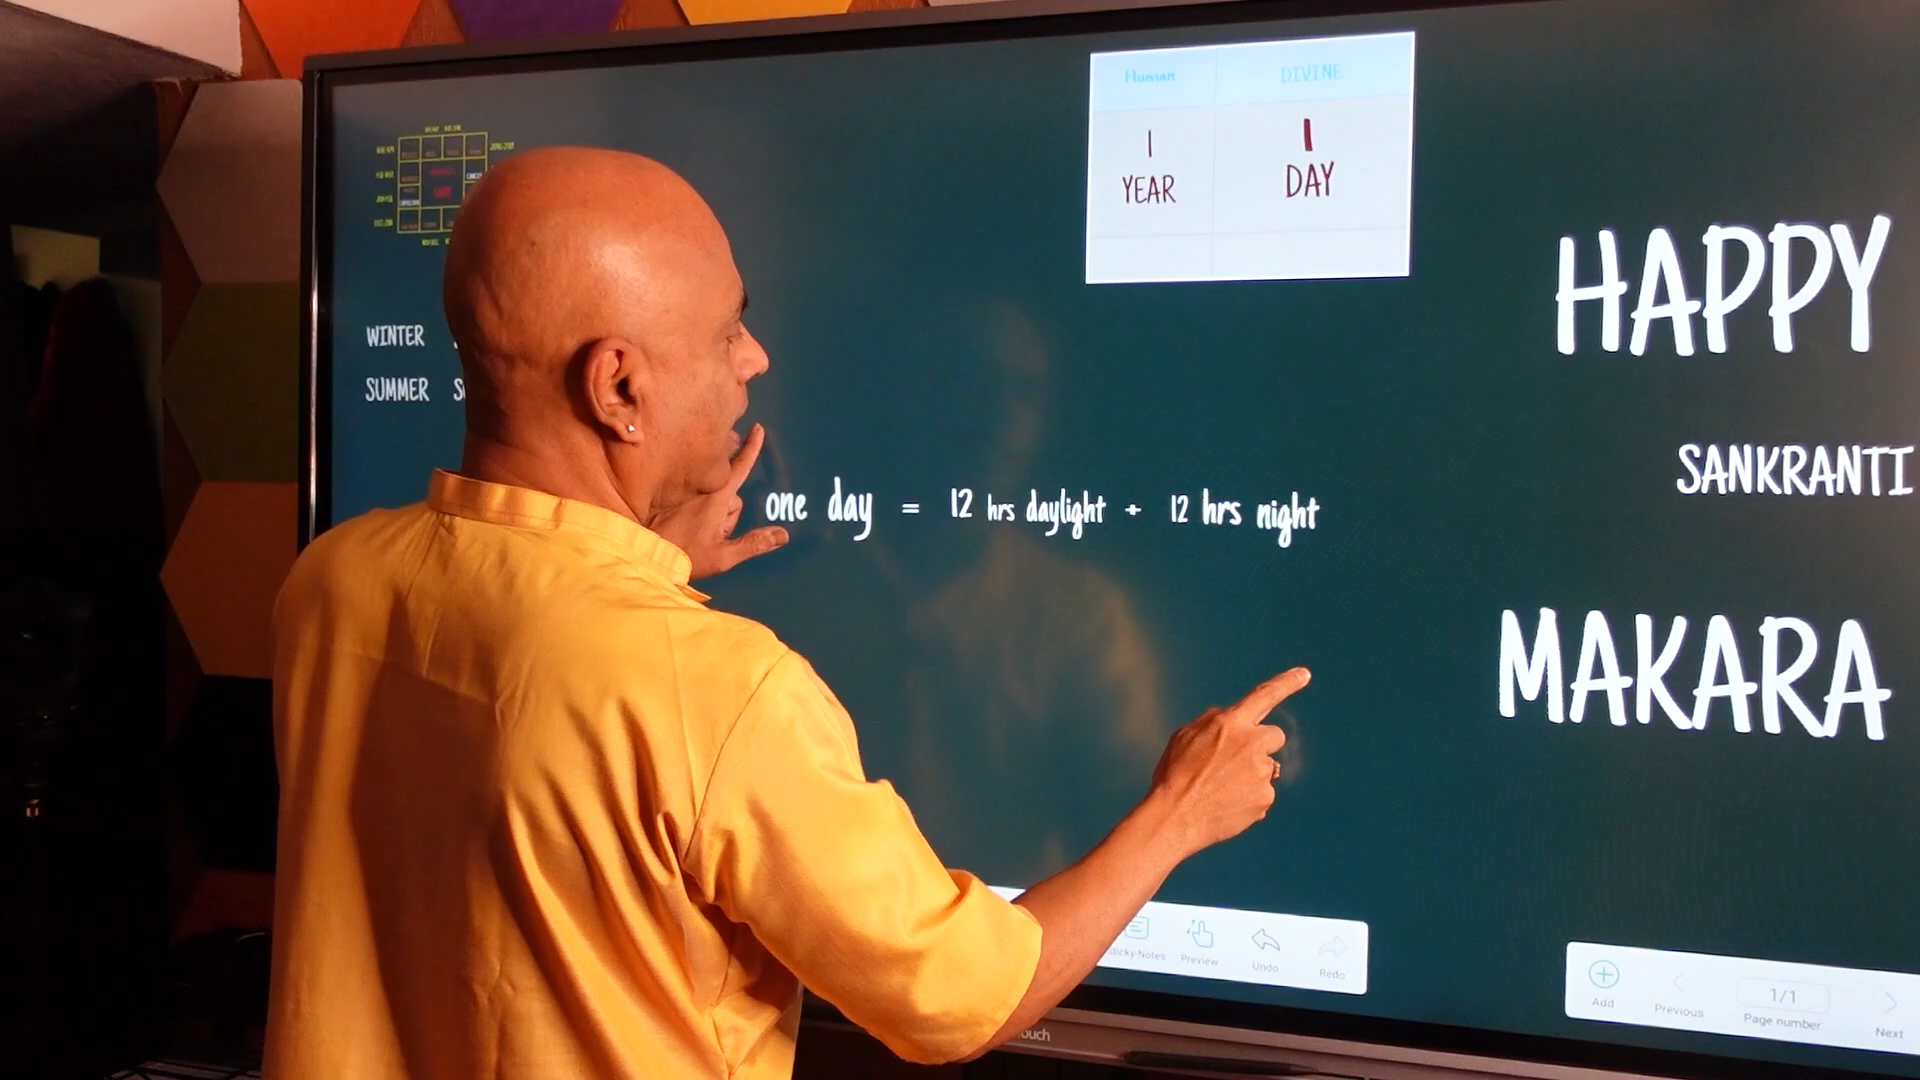 Human DIVINE
1 YEAR 1 DAY
HAPPY
WINTER
SUMMER
SANKRANTI
one day = 12 hrs daylight + 12 hrs night
MAKARA
Sticky-Notes Preview Undo Redo
Add Previous 1/1 Page number Next